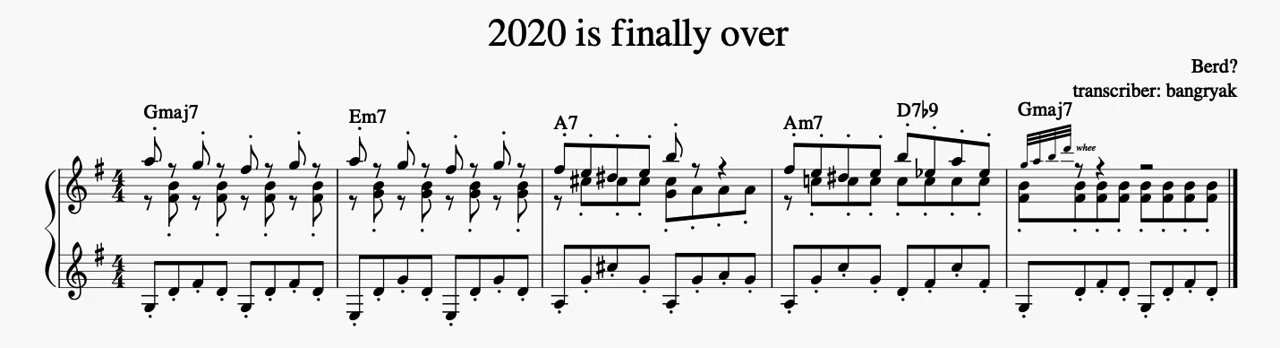 2020 is finally over
Berd?
transcriber: bangryak
Gmaj7 Em7 A7 Am7 D7♭9 Gmaj7
whee